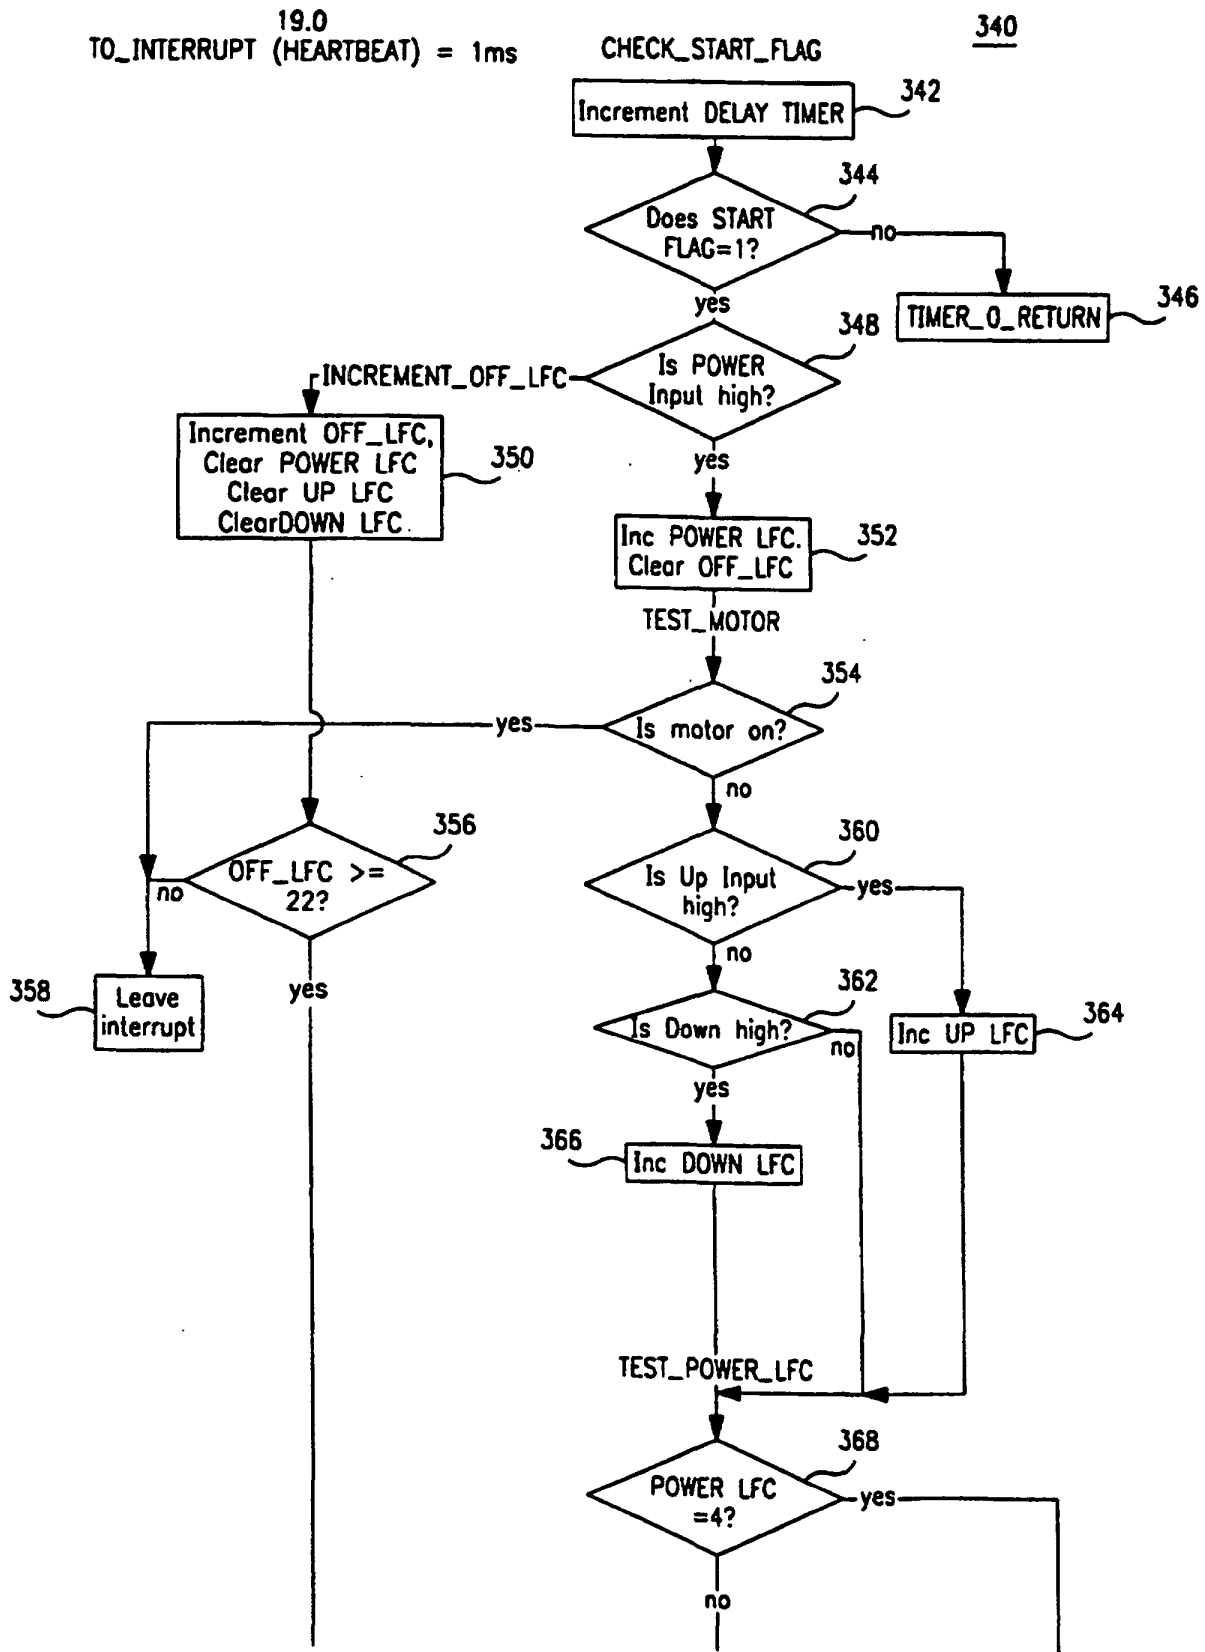 19.0
TO_INTERRUPT (HEARTBEAT) = 1ms
CHECK_START_FLAG
340
Increment DELAY TIMER
342
Does START
FLAG=1?
344
no
yes
TIMER_0_RETURN
346
Is POWER
Input high?
348
INCREMENT_OFF_LFC
yes
Increment OFF_LFC,
Clear POWER LFC
Clear UP LFC
ClearDOWN LFC
350
Inc POWER LFC.
Clear OFF_LFC
352
TEST_MOTOR
Is motor on?
354
yes
no
OFF_LFC >=
22?
356
no
yes
Leave
interrupt
358
Is Up Input
high?
360
yes
no
Is Down high?
362
no
yes
Inc UP LFC
364
Inc DOWN LFC
366
TEST_POWER_LFC
POWER LFC
=4?
368
yes
no